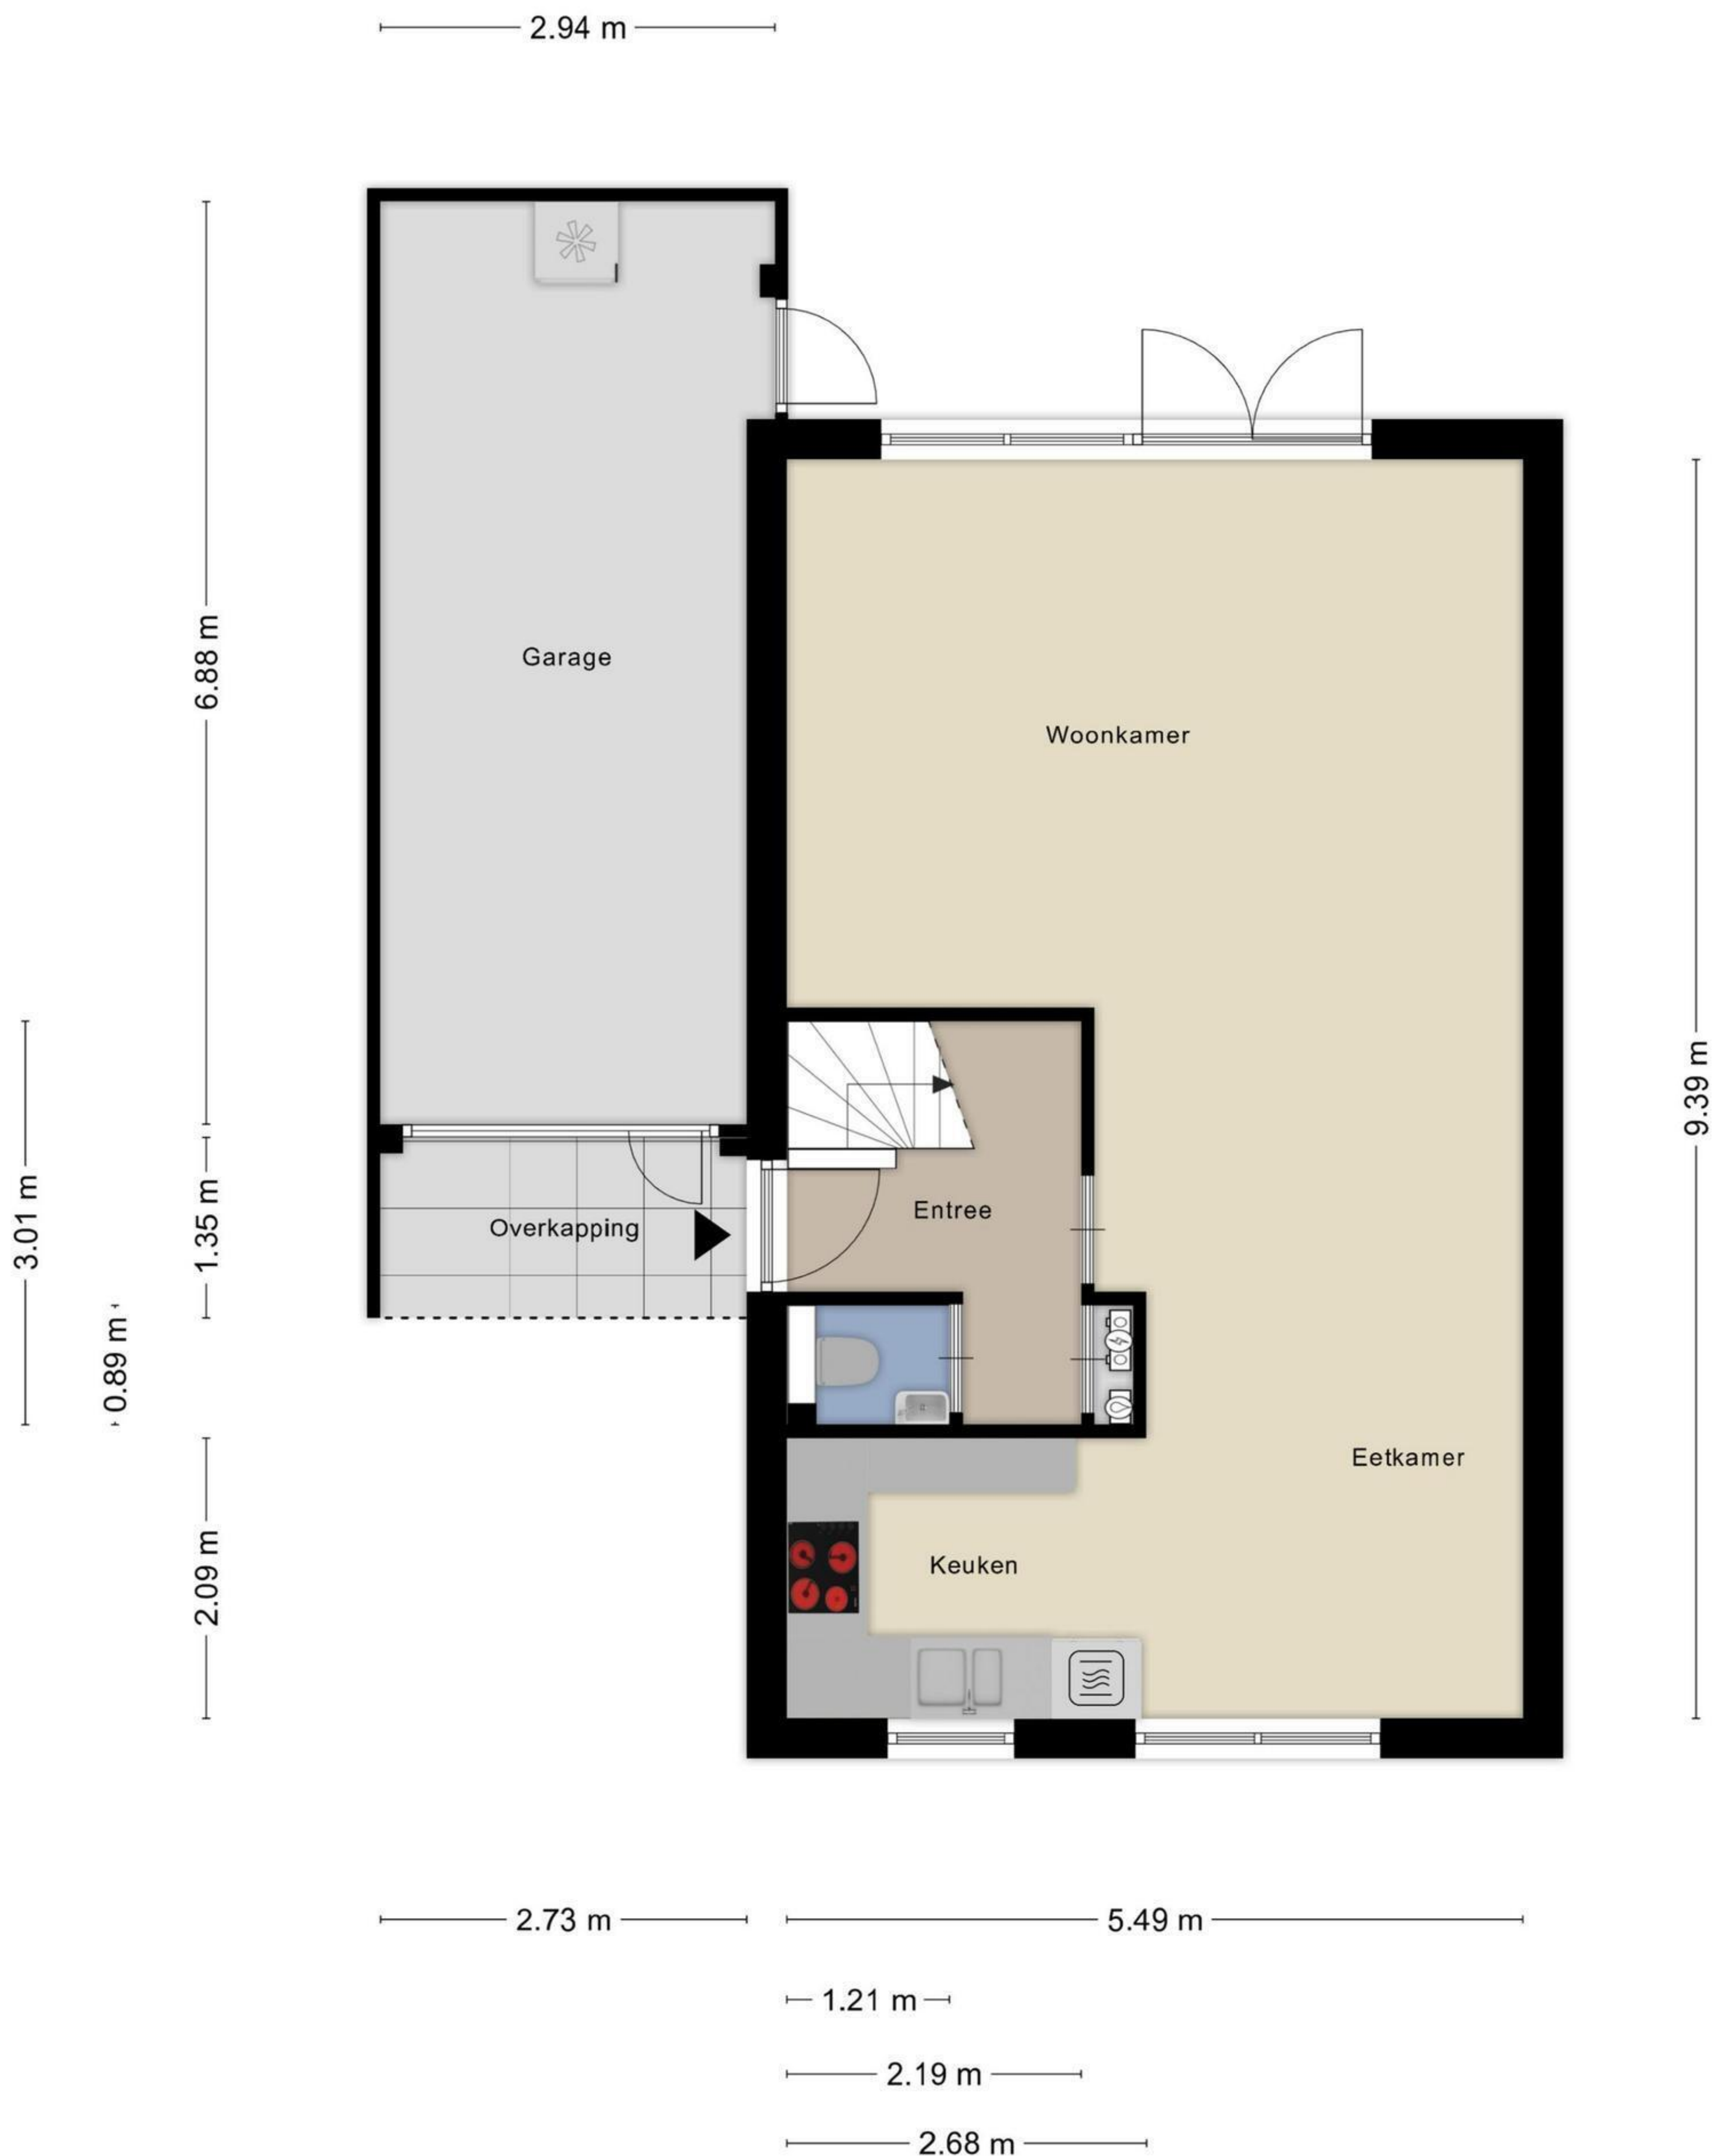 2.94 m
6.88 m
Garage
Woonkamer
9.39 m
3.01 m
1.35 m
Entree
Overkapping
0.89 m
Eetkamer
2.09 m
Keuken
2.73 m
5.49 m
1.21 m
2.19 m
2.68 m